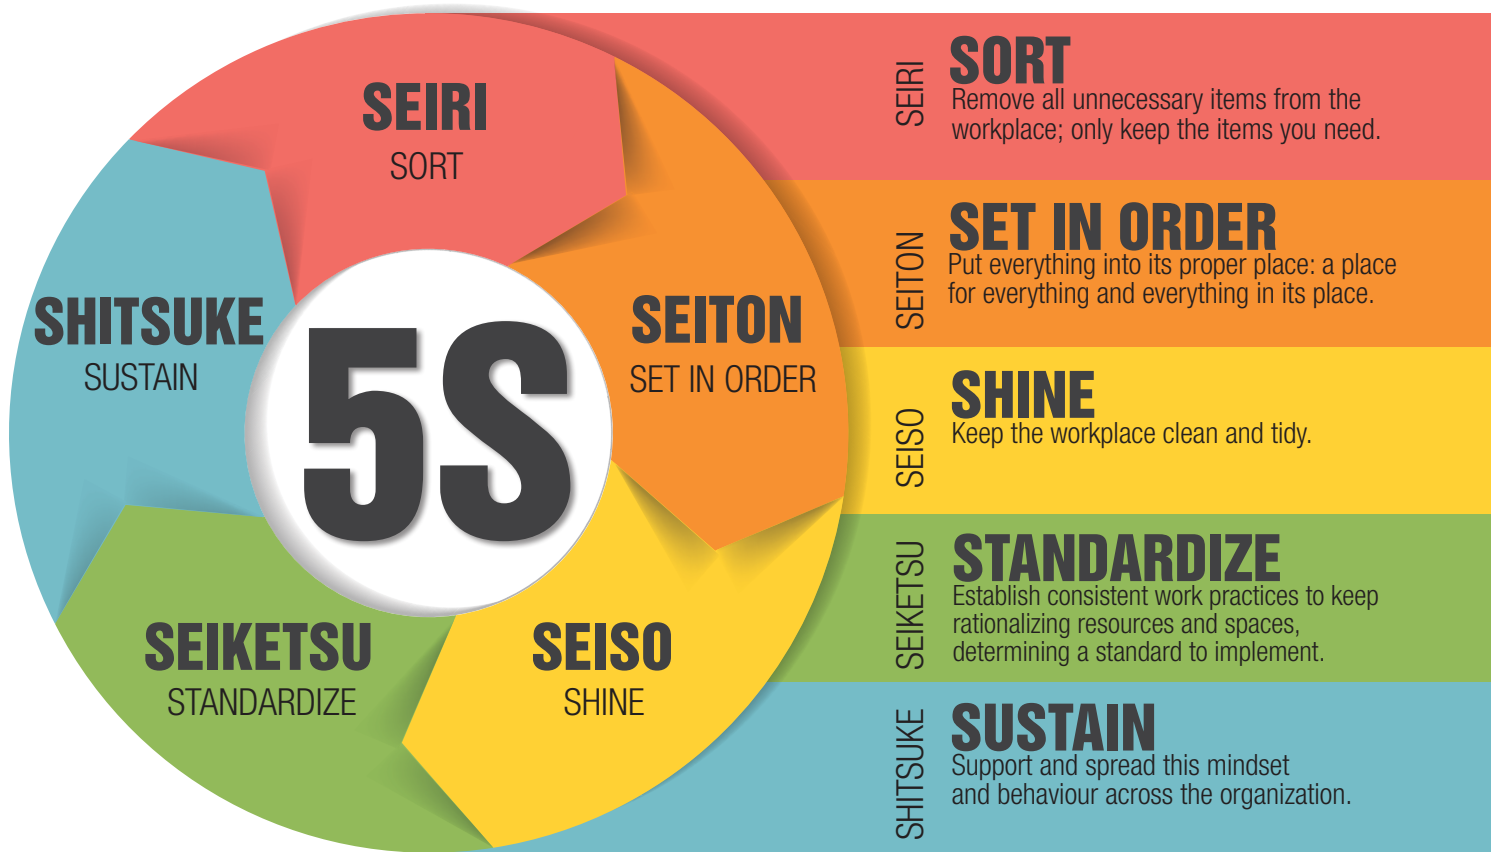 SEIRI
SORT
SEITON
SET IN ORDER
SEISO
SHINE
SEIKETSU
STANDARDIZE
SHITSUKE
SUSTAIN
5S
SEIRI
SORT
Remove all unnecessary items from the
workplace; only keep the items you need.
SEITON
SET IN ORDER
Put everything into its proper place: a place
for everything and everything in its place.
SEISO
SHINE
Keep the workplace clean and tidy.
SEIKETSU
STANDARDIZE
Establish consistent work practices to keep
rationalizing resources and spaces,
determining a standard to implement.
SHITSUKE
SUSTAIN
Support and spread this mindset
and behaviour across the organization.